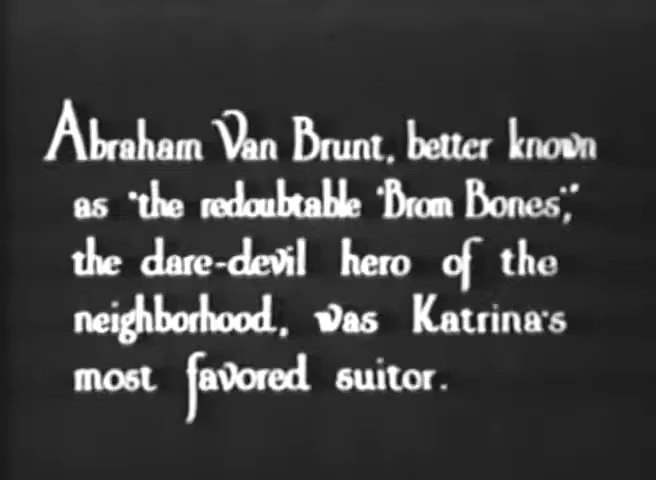 Abraham Van Brunt, better known
as "the redoubtable 'Brom Bones',"
the dare-devil hero of the
neighborhood, was Katrina's
most favored suitor.